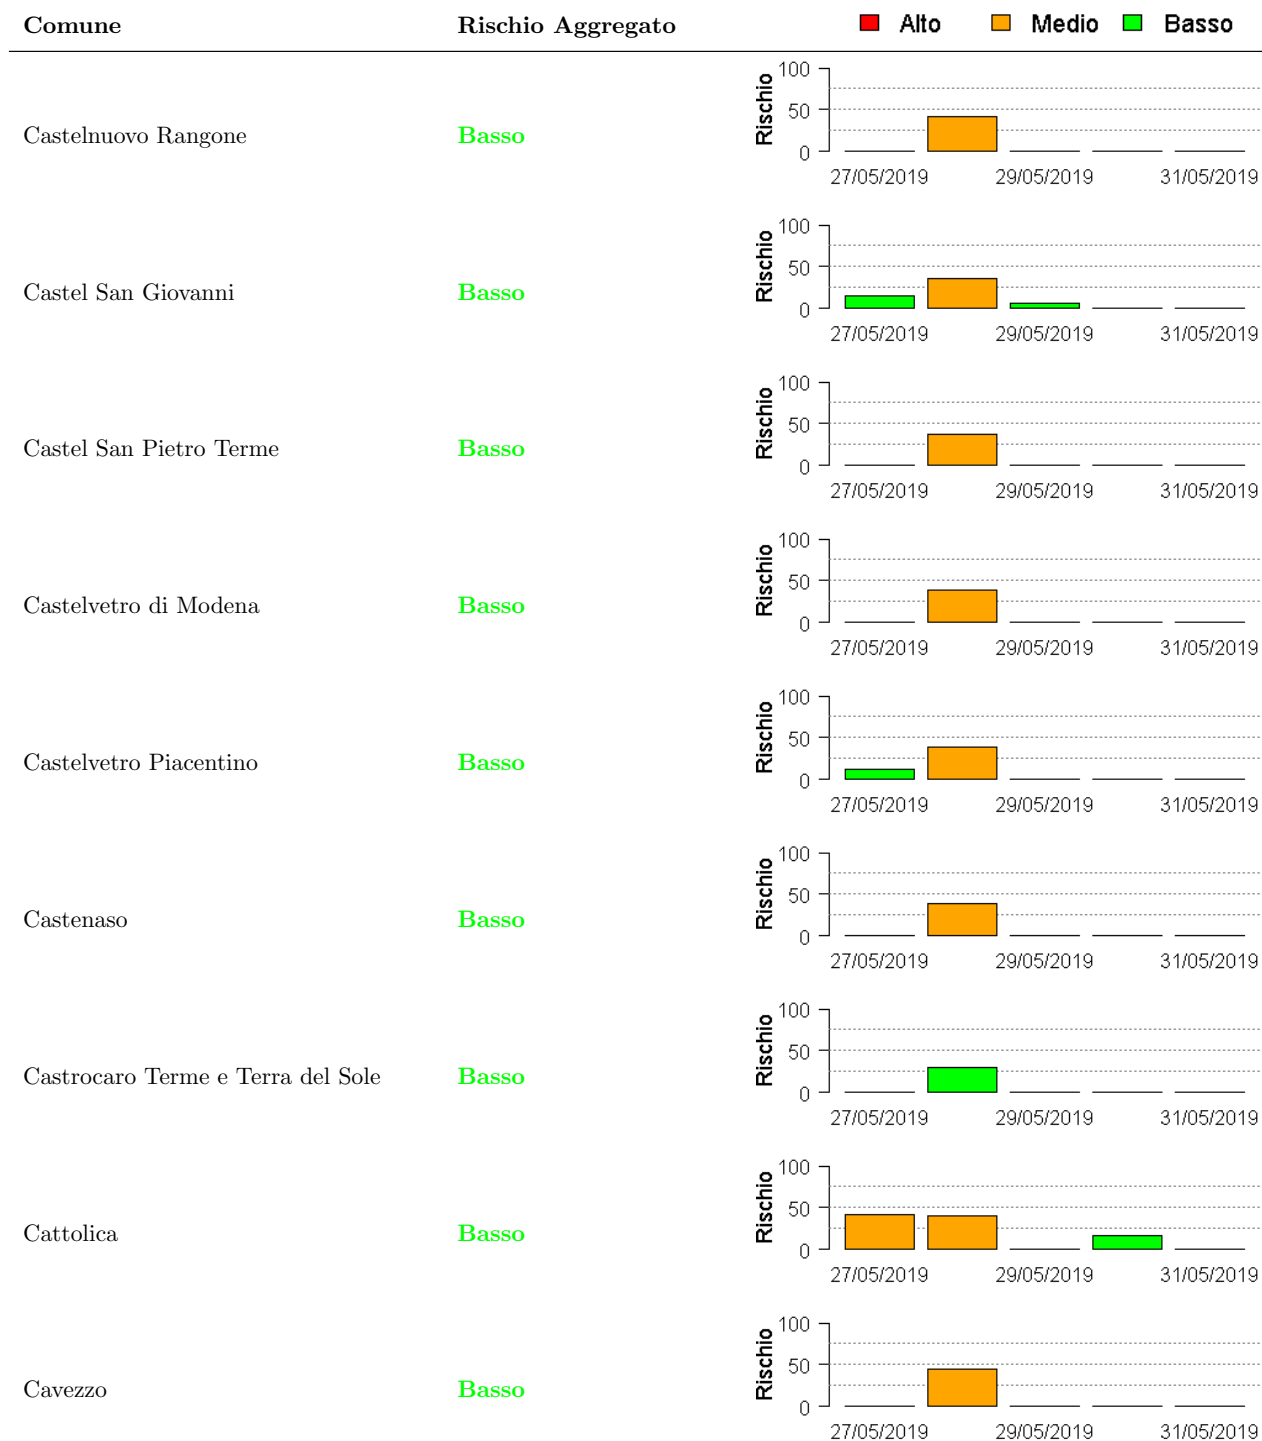 Comune Rischio Aggregato Alto Medio Basso
Castelnuovo Rangone Basso Rischio 100 50 0
27/05/2019 29/05/2019 31/05/2019
Castel San Giovanni Basso Rischio 100 50 0
27/05/2019 29/05/2019 31/05/2019
Castel San Pietro Terme Basso Rischio 100 50 0
27/05/2019 29/05/2019 31/05/2019
Castelvetro di Modena Basso Rischio 100 50 0
27/05/2019 29/05/2019 31/05/2019
Castelvetro Piacentino Basso Rischio 100 50 0
27/05/2019 29/05/2019 31/05/2019
Castenaso Basso Rischio 100 50 0
27/05/2019 29/05/2019 31/05/2019
Castrocaro Terme e Terra del Sole Basso Rischio 100 50 0
27/05/2019 29/05/2019 31/05/2019
Cattolica Basso Rischio 100 50 0
27/05/2019 29/05/2019 31/05/2019
Cavezzo Basso Rischio 100 50 0
27/05/2019 29/05/2019 31/05/2019